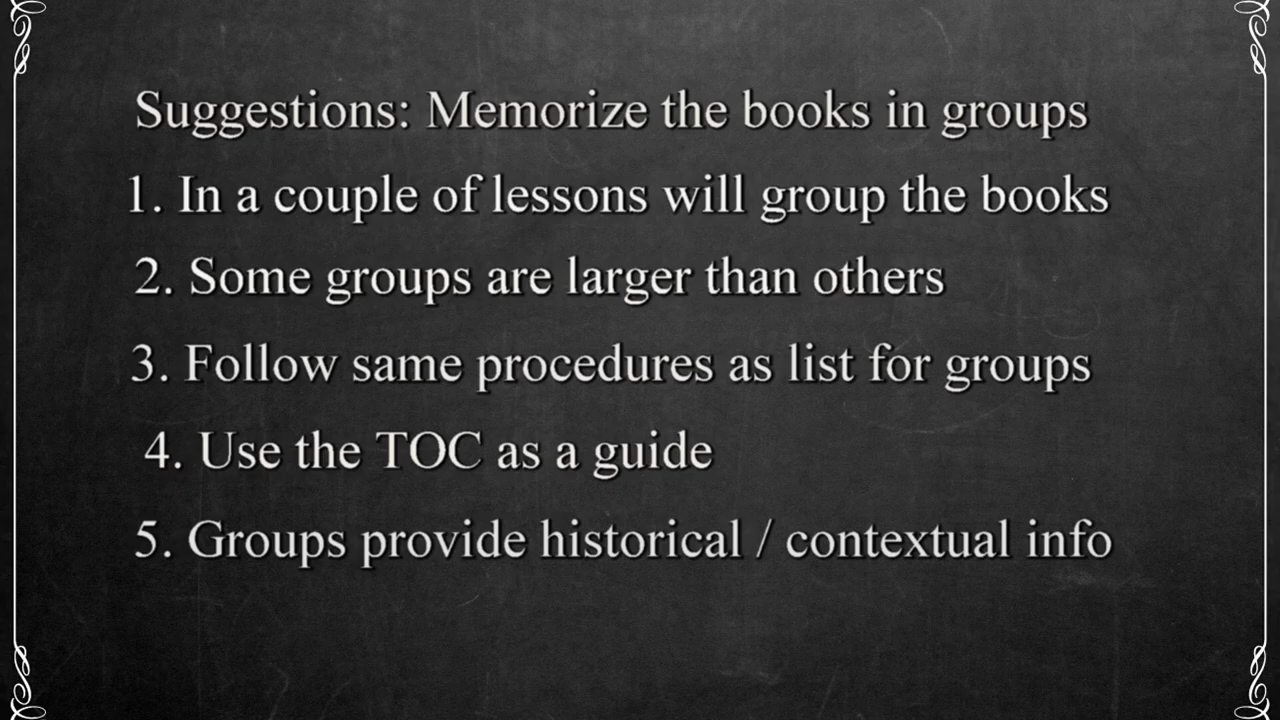 Suggestions: Memorize the books in groups
1. In a couple of lessons will group the books
2. Some groups are larger than others
3. Follow same procedures as list for groups
4. Use the TOC as a guide
5. Groups provide historical / contextual info